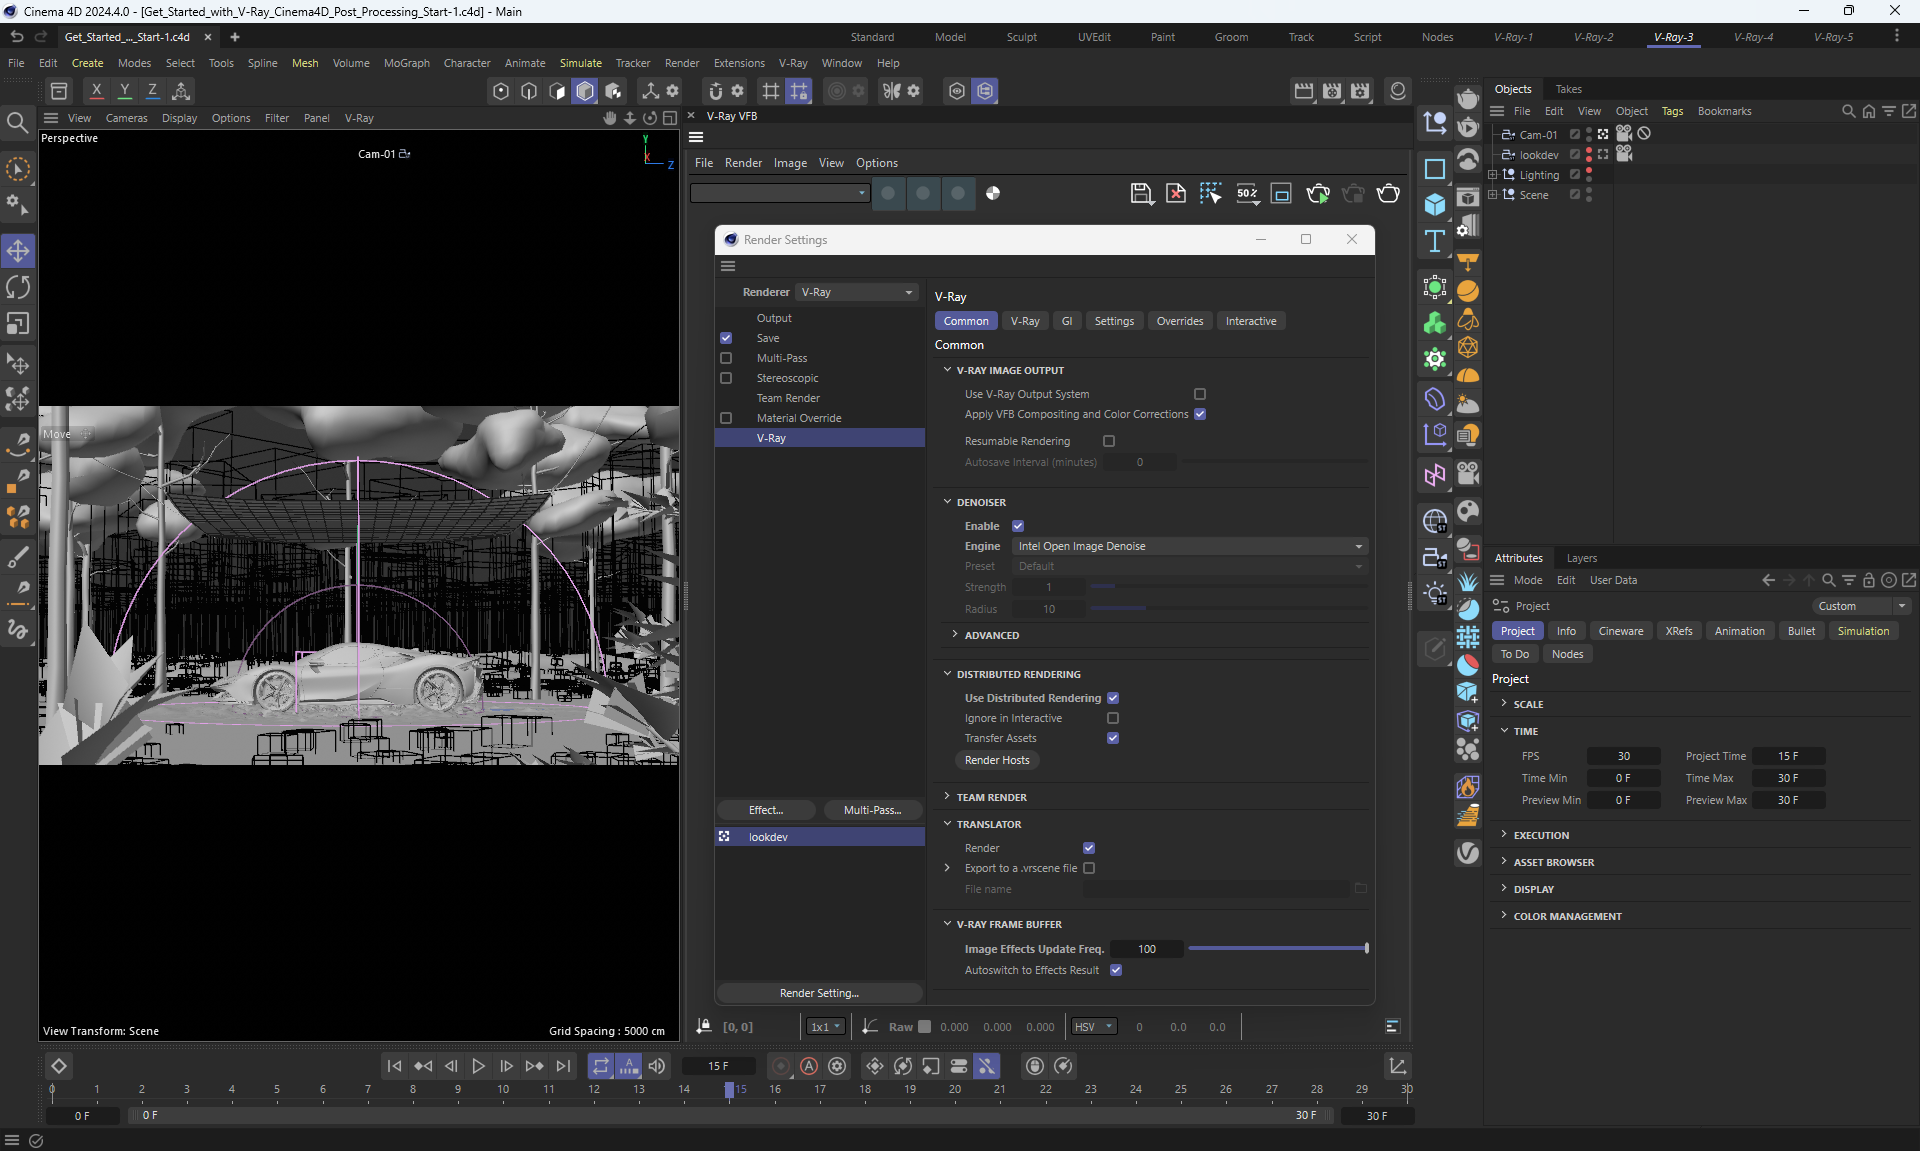 Cinema 4D 2024.4.0 - [Get_Started_with_V-Ray_Cinema4D_Post_Processing_Start-1.c4d] - Main
Get_Started_..._Start-1.c4d
Standard Model Sculpt UVEdit Paint Groom Track Script Nodes V-Ray-1 V-Ray-2 V-Ray-3 V-Ray-4 V-Ray-5
File Edit Create Modes Select Tools Spline Mesh Volume MoGraph Character Animate Simulate Tracker Render Extensions V-Ray Window Help
X Y Z
View Cameras Display Options Filter Panel V-Ray
Perspective
Cam-01
Y
X
Z
Move
View Transform: Scene
Grid Spacing : 5000 cm
V-Ray VFB
File Render Image View Options
50%
Render Settings
Renderer V-Ray
Output
Save
Multi-Pass
Stereoscopic
Team Render
Material Override
V-Ray
Effect... Multi-Pass...
lookdev
Render Setting...
V-Ray
Common V-Ray GI Settings Overrides Interactive
Common
V-RAY IMAGE OUTPUT
Use V-Ray Output System
Apply VFB Compositing and Color Corrections
Resumable Rendering
Autosave Interval (minutes) 0
DENOISER
Enable
Engine Intel Open Image Denoise
Preset Default
Strength 1
Radius 10
ADVANCED
DISTRIBUTED RENDERING
Use Distributed Rendering
Ignore in Interactive
Transfer Assets
Render Hosts
TEAM RENDER
TRANSLATOR
Render
Export to a .vrscene file
File name
V-RAY FRAME BUFFER
Image Effects Update Freq. 100
Autoswitch to Effects Result
[0, 0] 1x1 Raw 0.000 0.000 0.000 HSV 0 0.0 0.0
Objects Takes
File Edit View Object Tags Bookmarks
Cam-01
lookdev
Lighting
Scene
ST
ST
ST
Attributes Layers
Mode Edit User Data
Project Custom
Project Info Cineware XRefs Animation Bullet Simulation
To Do Nodes
Project
SCALE
TIME
FPS 30 Project Time 15 F
Time Min 0 F Time Max 30 F
Preview Min 0 F Preview Max 30 F
EXECUTION
ASSET BROWSER
DISPLAY
COLOR MANAGEMENT
15 F
0 1 2 3 4 5 6 7 8 9 10 11 12 13 14 15 16 17 18 19 20 21 22 23 24 25 26 27 28 29 30
0 F 0 F 30 F 30 F